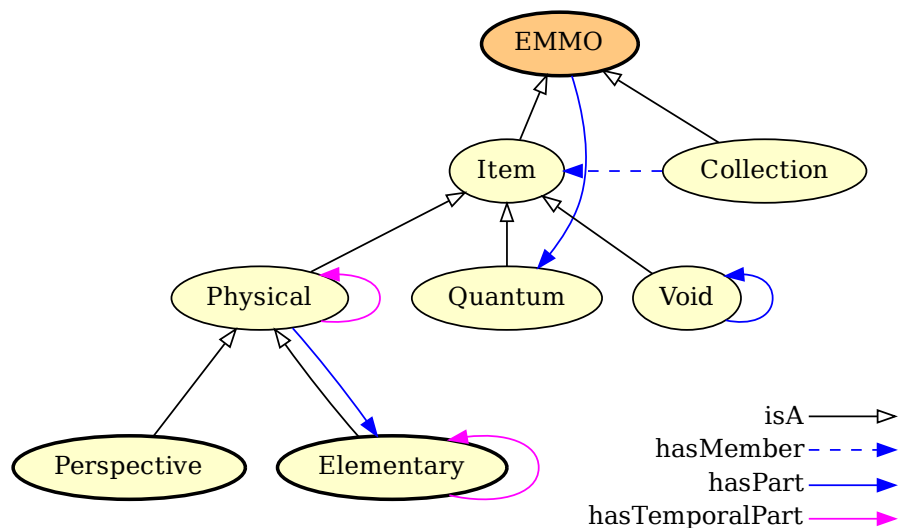 EMMO
Item
Collection
Physical
Quantum
Void
Perspective
Elementary
isA
hasMember
hasPart
hasTemporalPart